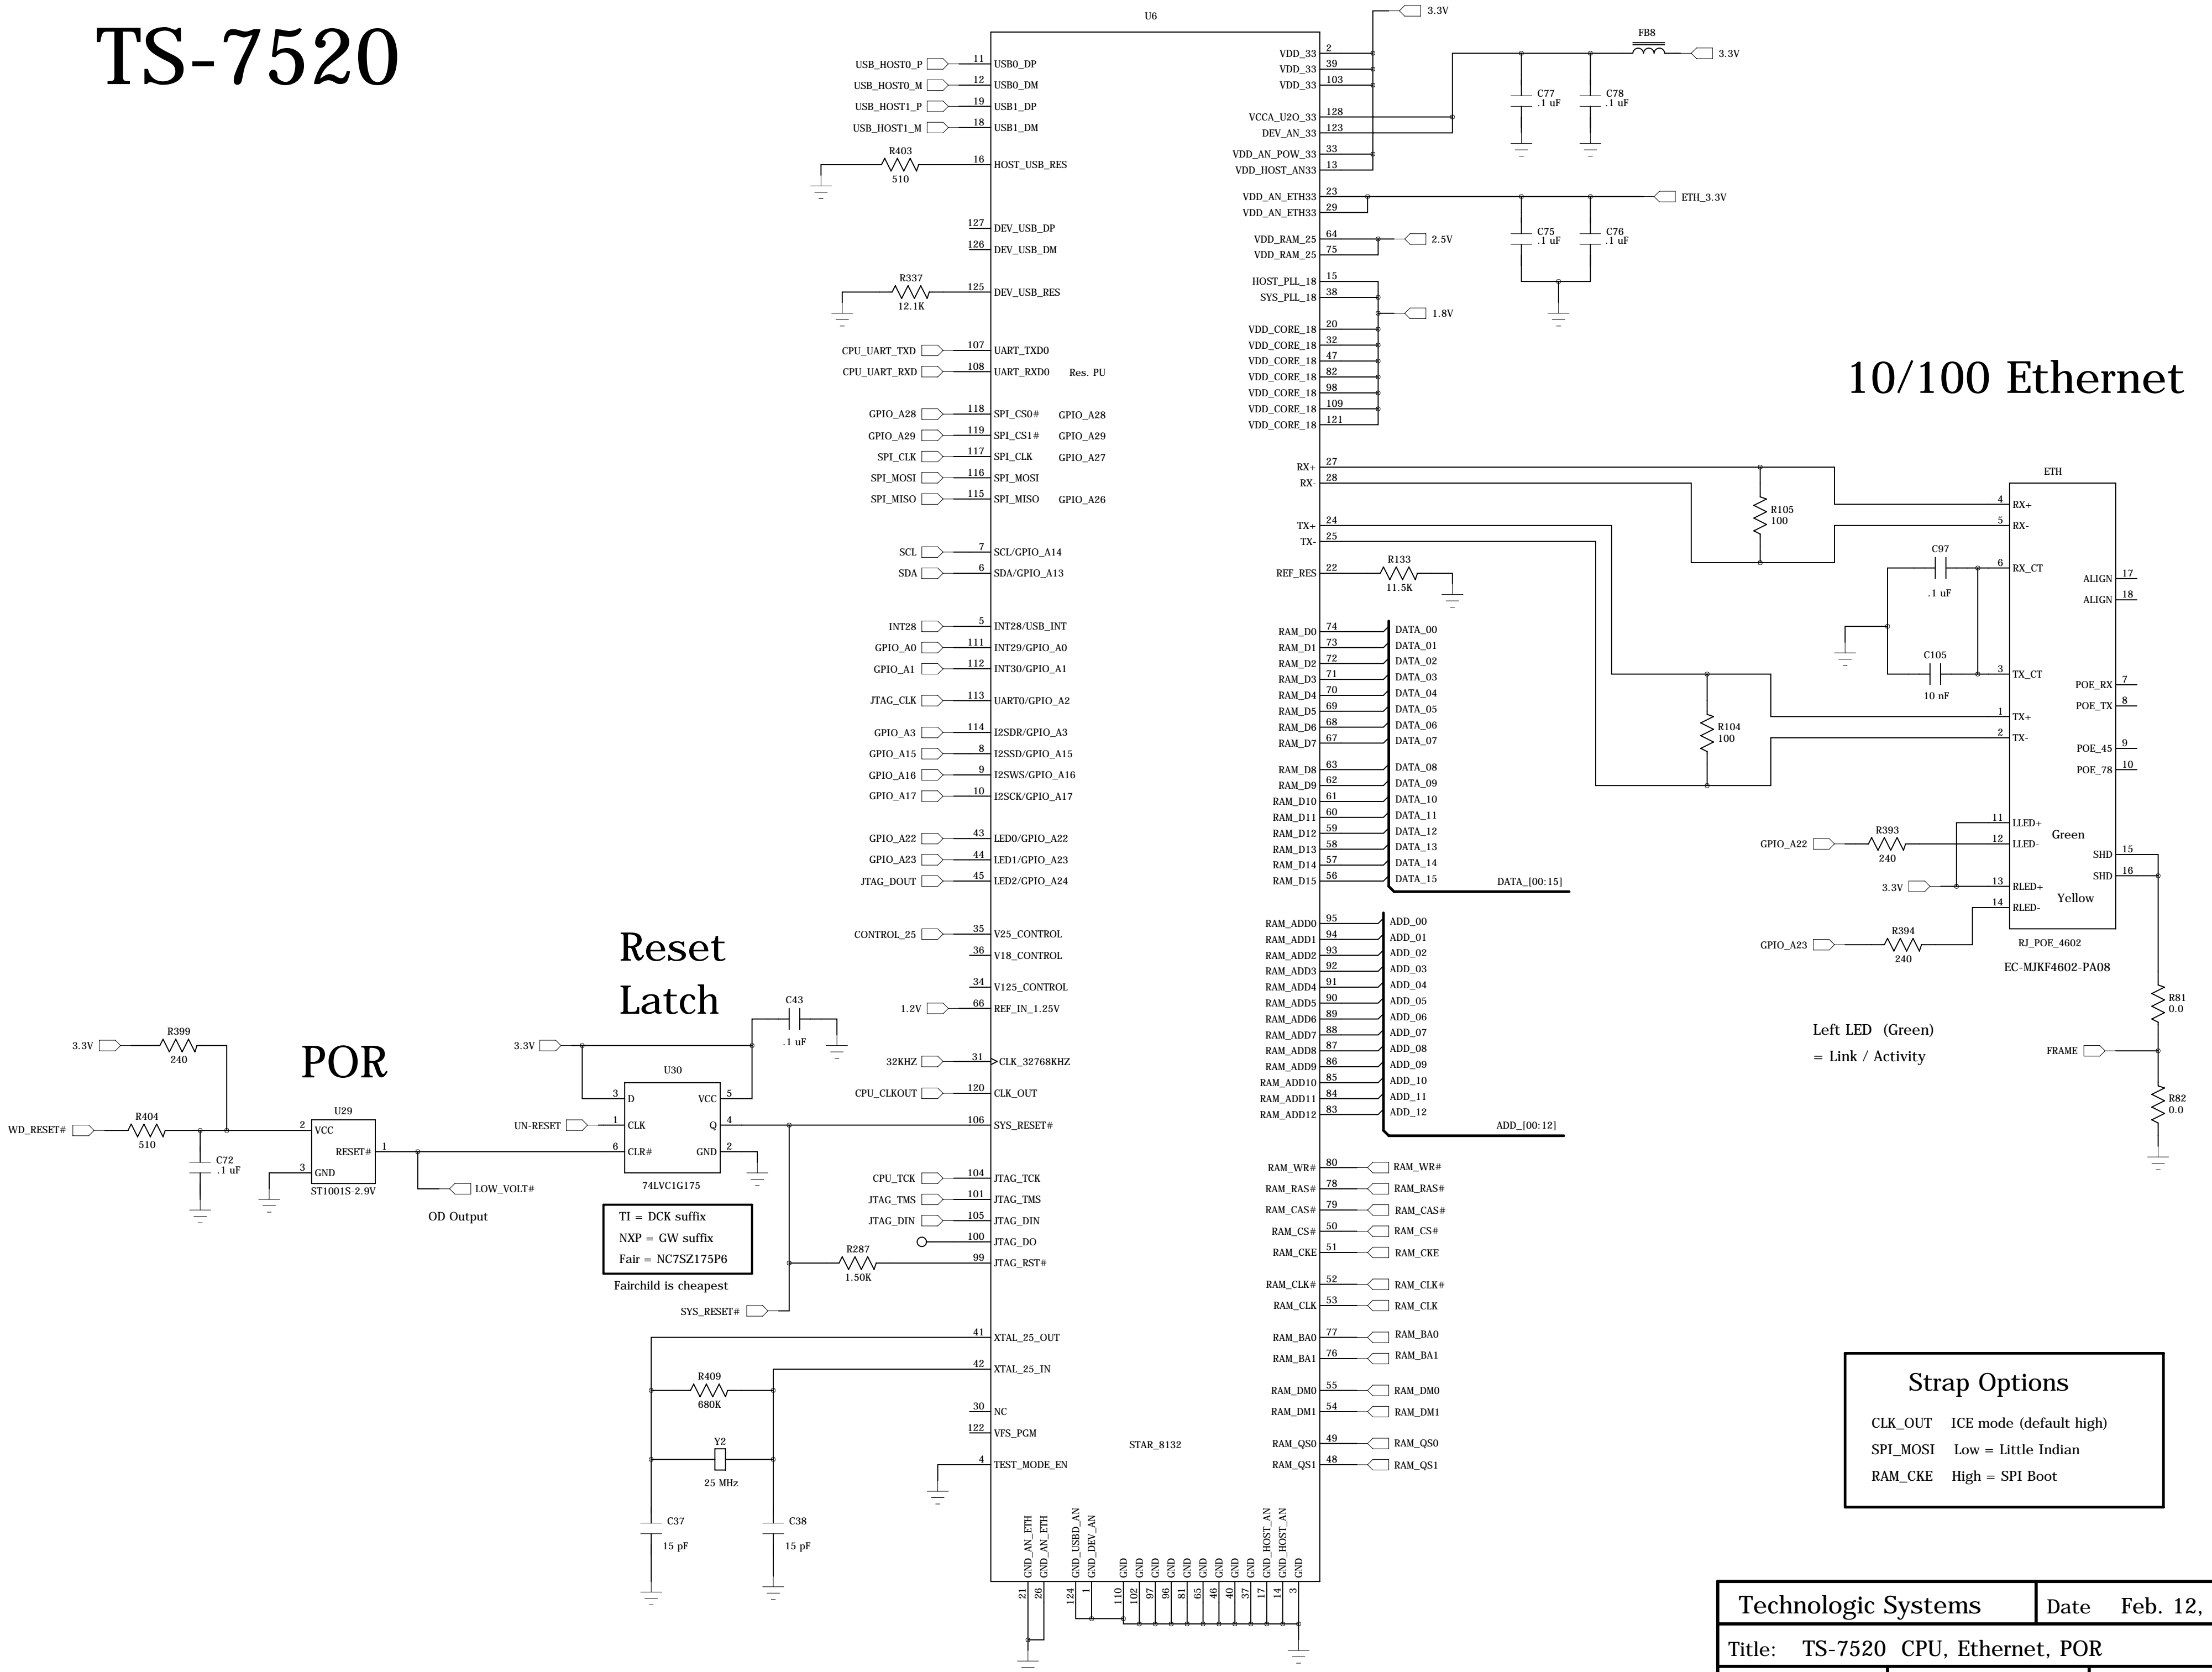 TS-7520
U6
USB_HOST0_P 11 USB0_DP
USB_HOST0_M 12 USB0_DM
USB_HOST1_P 19 USB1_DP
USB_HOST1_M 18 USB1_DM
R403
510
16 HOST_USB_RES
127 DEV_USB_DP
126 DEV_USB_DM
R337
12.1K
125 DEV_USB_RES
CPU_UART_TXD 107 UART_TXD0
CPU_UART_RXD 108 UART_RXD0 Res. PU
GPIO_A28 118 SPI_CS0# GPIO_A28
GPIO_A29 119 SPI_CS1# GPIO_A29
SPI_CLK 117 SPI_CLK GPIO_A27
SPI_MOSI 116 SPI_MOSI
SPI_MISO 115 SPI_MISO GPIO_A26
SCL 7 SCL/GPIO_A14
SDA 6 SDA/GPIO_A13
INT28 5 INT28/USB_INT
GPIO_A0 111 INT29/GPIO_A0
GPIO_A1 112 INT30/GPIO_A1
JTAG_CLK 113 UART0/GPIO_A2
GPIO_A3 114 I2SDR/GPIO_A3
GPIO_A15 8 I2SSD/GPIO_A15
GPIO_A16 9 I2SWS/GPIO_A16
GPIO_A17 10 I2SCK/GPIO_A17
GPIO_A22 43 LED0/GPIO_A22
GPIO_A23 44 LED1/GPIO_A23
JTAG_DOUT 45 LED2/GPIO_A24
CONTROL_25 35 V25_CONTROL
36 V18_CONTROL
34 V125_CONTROL
1.2V 66 REF_IN_1.25V
32KHZ 31 CLK_32768KHZ
CPU_CLKOUT 120 CLK_OUT
106 SYS_RESET#
CPU_TCK 104 JTAG_TCK
JTAG_TMS 101 JTAG_TMS
JTAG_DIN 105 JTAG_DIN
100 JTAG_DO
R287
1.50K
99 JTAG_RST#
SYS_RESET#
41 XTAL_25_OUT
42 XTAL_25_IN
R409
680K
Y2
25 MHz
C37
15 pF
C38
15 pF
30 NC
122 VFS_PGM
4 TEST_MODE_EN
STAR_8132
Reset
Latch
C43
.1 uF
3.3V
U30
3 D VCC 5
UN-RESET 1 CLK Q 4
6 CLR# GND 2
74LVC1G175
TI = DCK suffix
NXP = GW suffix
Fair = NC7SZ175P6
Fairchild is cheapest
POR
3.3V
R399
240
WD_RESET#
R404
510
C72
.1 uF
U29
2 VCC
RESET# 1
3 GND
ST1001S-2.9V
LOW_VOLT#
OD Output
3.3V
VDD_33 2
VDD_33 39
VDD_33 103
VCCA_U2O_33 128
DEV_AN_33 123
VDD_AN_POW_33 33
VDD_HOST_AN33 13
FB8
3.3V
C77
.1 uF
C78
.1 uF
VDD_AN_ETH33 23
VDD_AN_ETH33 29
ETH_3.3V
C75
.1 uF
C76
.1 uF
VDD_RAM_25 64
VDD_RAM_25 75
2.5V
HOST_PLL_18 15
SYS_PLL_18 38
1.8V
VDD_CORE_18 20
VDD_CORE_18 32
VDD_CORE_18 47
VDD_CORE_18 82
VDD_CORE_18 98
VDD_CORE_18 109
VDD_CORE_18 121
RX+ 27
RX- 28
TX+ 24
TX- 25
REF_RES 22
R133
11.5K
RAM_D0 74 DATA_00
RAM_D1 73 DATA_01
RAM_D2 72 DATA_02
RAM_D3 71 DATA_03
RAM_D4 70 DATA_04
RAM_D5 69 DATA_05
RAM_D6 68 DATA_06
RAM_D7 67 DATA_07
RAM_D8 63 DATA_08
RAM_D9 62 DATA_09
RAM_D10 61 DATA_10
RAM_D11 60 DATA_11
RAM_D12 59 DATA_12
RAM_D13 58 DATA_13
RAM_D14 57 DATA_14
RAM_D15 56 DATA_15
DATA_[00:15]
RAM_ADD0 95 ADD_00
RAM_ADD1 94 ADD_01
RAM_ADD2 93 ADD_02
RAM_ADD3 92 ADD_03
RAM_ADD4 91 ADD_04
RAM_ADD5 90 ADD_05
RAM_ADD6 89 ADD_06
RAM_ADD7 88 ADD_07
RAM_ADD8 87 ADD_08
RAM_ADD9 86 ADD_09
RAM_ADD10 85 ADD_10
RAM_ADD11 84 ADD_11
RAM_ADD12 83 ADD_12
ADD_[00:12]
RAM_WR# 80 RAM_WR#
RAM_RAS# 78 RAM_RAS#
RAM_CAS# 79 RAM_CAS#
RAM_CS# 50 RAM_CS#
RAM_CKE 51 RAM_CKE
RAM_CLK# 52 RAM_CLK#
RAM_CLK 53 RAM_CLK
RAM_BA0 77 RAM_BA0
RAM_BA1 76 RAM_BA1
RAM_DM0 55 RAM_DM0
RAM_DM1 54 RAM_DM1
RAM_QS0 49 RAM_QS0
RAM_QS1 48 RAM_QS1
GND_AN_ETH 21
GND_AN_ETH 26
GND_USBD_AN 124
GND_DEV_AN 1
GND 110
GND 102
GND 97
GND 96
GND 81
GND 65
GND 46
GND 40
GND 37
GND_HOST_AN 17
GND_HOST_AN 14
GND 3
10/100 Ethernet
ETH
R105
100
4 RX+
5 RX-
C97
.1 uF
6 RX_CT
ALIGN 17
ALIGN 18
C105
10 nF
3 TX_CT
POE_RX 7
POE_TX 8
R104
100
1 TX+
2 TX-
POE_45 9
POE_78 10
11 LLED+
Green
GPIO_A22
R393
240
12 LLED-
SHD 15
SHD 16
3.3V
13 RLED+
Yellow
14 RLED-
GPIO_A23
R394
240
RJ_POE_4602
EC-MJKF4602-PA08
R81
0.0
Left LED (Green)
= Link / Activity
FRAME
R82
0.0
Strap Options
CLK_OUT ICE mode (default high)
SPI_MOSI Low = Little Indian
RAM_CKE High = SPI Boot
Technologic Systems Date Feb. 12,
Title: TS-7520 CPU, Ethernet, POR